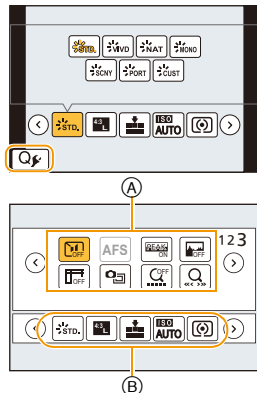 STD. VIVD NAT MONO
SCNY PORT CUST
STD. 4:3 L ISO AUTO
Q
A
123
OFF AFS PEAK ON OFF
OFF OFF
STD. 4:3 L ISO AUTO
B